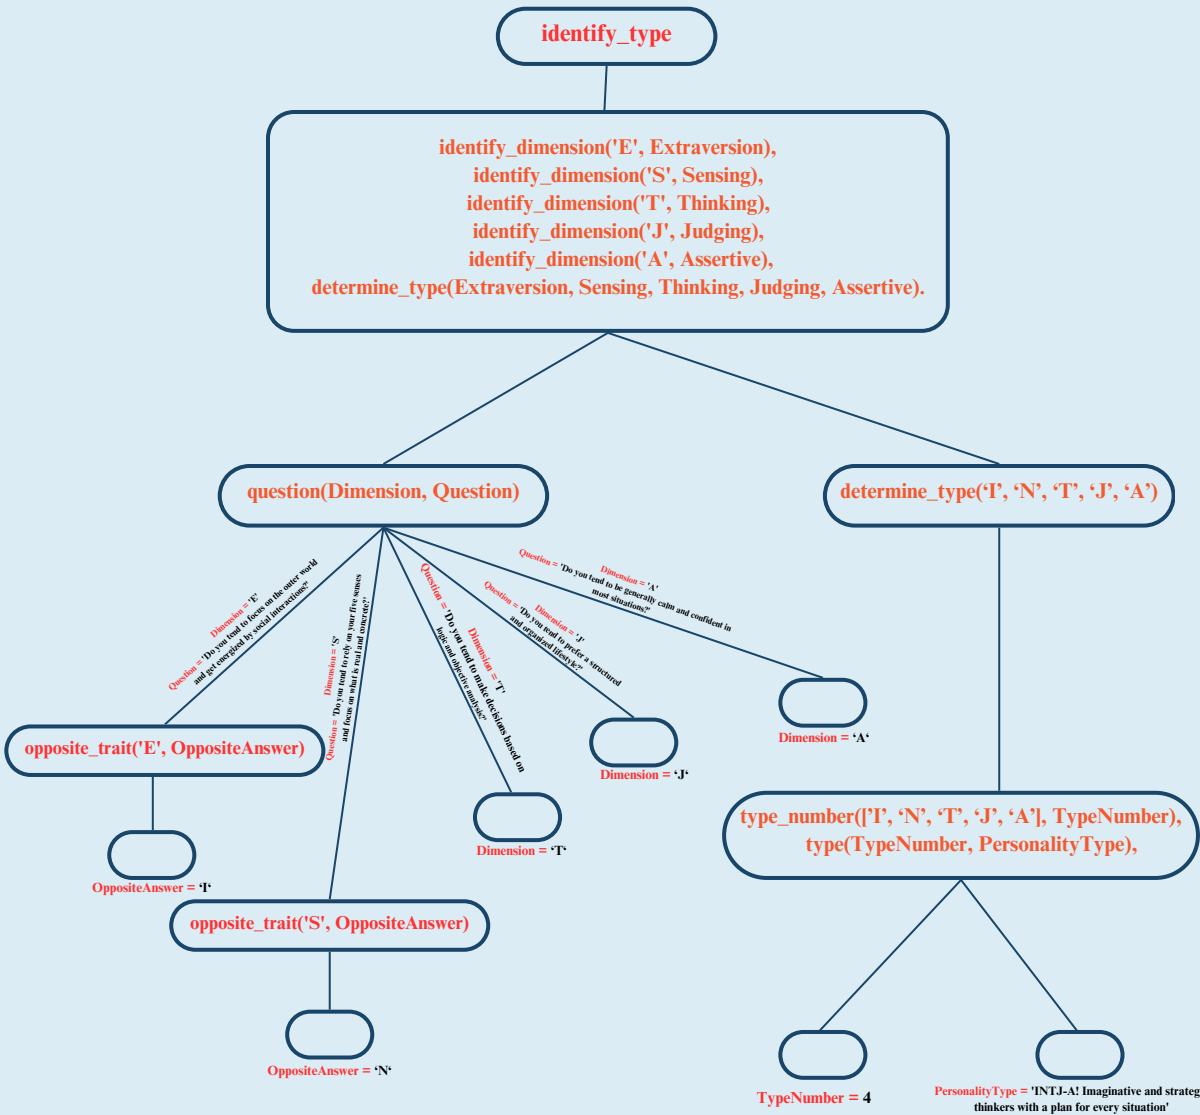 identify_type
identify_dimension('E', Extraversion),
identify_dimension('S', Sensing),
identify_dimension('T', Thinking),
identify_dimension('J', Judging),
identify_dimension('A', Assertive),
determine_type(Extraversion, Sensing, Thinking, Judging, Assertive).
question(Dimension, Question)
determine_type(‘I’, ‘N’, ‘T’, ‘J’, ‘A’)
Dimension = 'E'
Question = 'Do you tend to focus on the outer world
and get energized by social interactions?'
Dimension = 'S'
Question = 'Do you tend to rely on your five senses
and focus on what is real and concrete?'
Dimension = 'T'
Question = 'Do you tend to make decisions based on
logic and objective analysis?'
Dimension = 'J'
Question = 'Do you tend to prefer a structured
and organized lifestyle?'
Dimension = 'A'
Question = 'Do you tend to be generally calm and confident in
most situations?'
opposite_trait('E', OppositeAnswer)
OppositeAnswer = ‘I‘
opposite_trait('S', OppositeAnswer)
OppositeAnswer = ‘N‘
Dimension = ‘T‘
Dimension = ‘J‘
Dimension = ‘A‘
type_number([’I’, ‘N’, ‘T’, ‘J’, ‘A’], TypeNumber),
type(TypeNumber, PersonalityType),
TypeNumber = 4
PersonalityType = 'INTJ-A! Imaginative and strateg
thinkers with a plan for every situation'